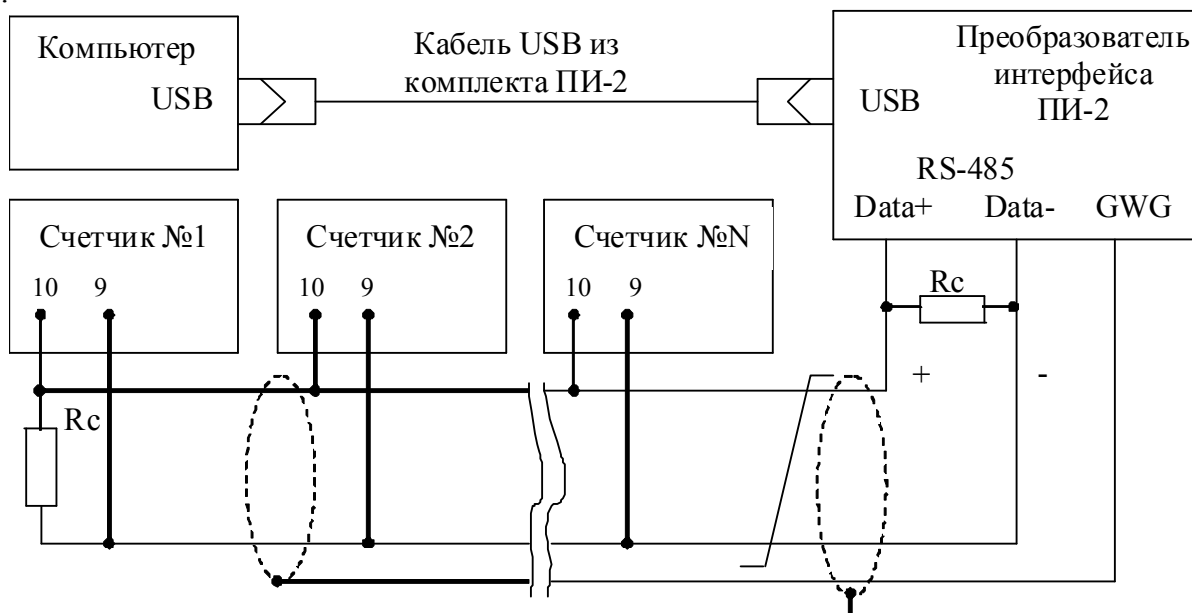 Компьютер
USB
Кабель USB из
комплекта ПИ-2
Преобразователь
интерфейса
ПИ-2
USB
RS-485
Data+ Data- GWG
Счетчик №1
10 9
Счетчик №2
10 9
Счетчик №N
10 9
Rc
+ -
Rc